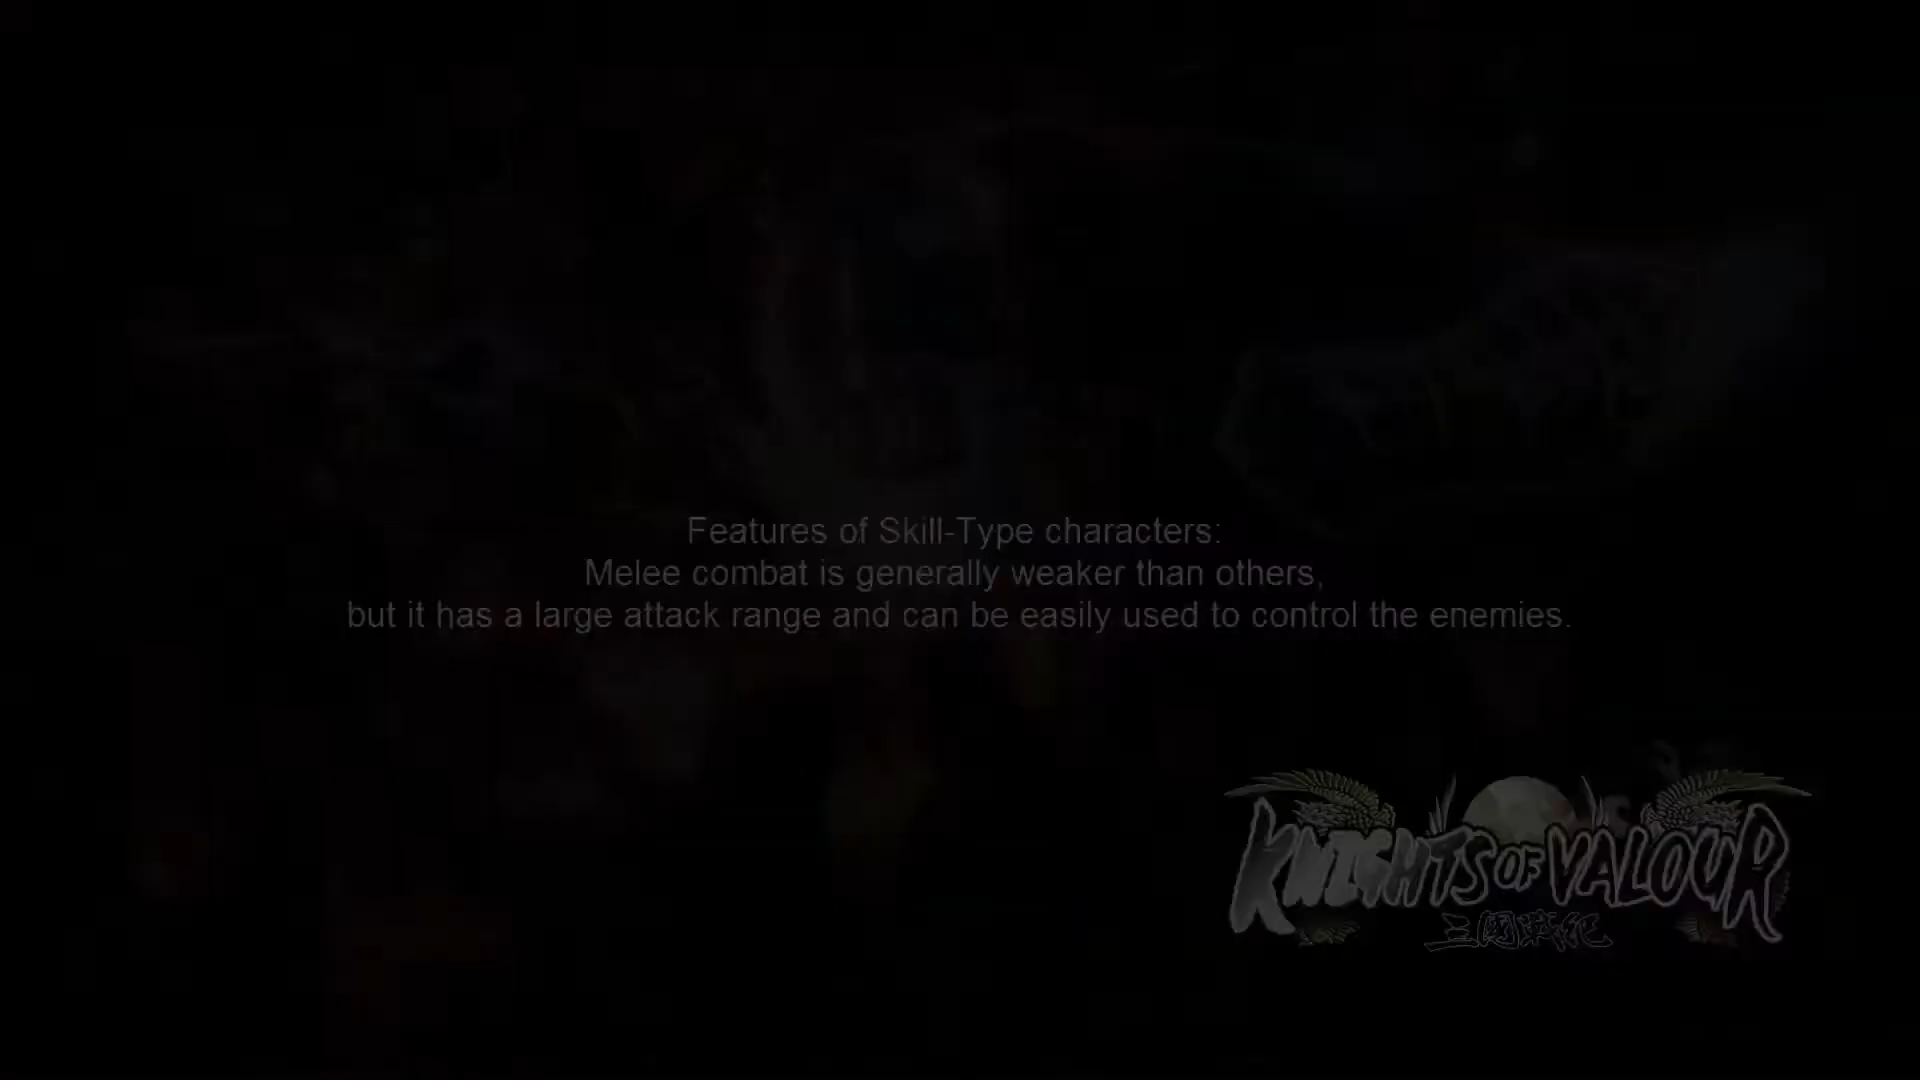 Features of Skill-Type characters:
Melee combat is generally weaker than others,
but it has a large attack range and can be easily used to control the enemies.
KNIGHTS OF VALOUR
三國戰紀